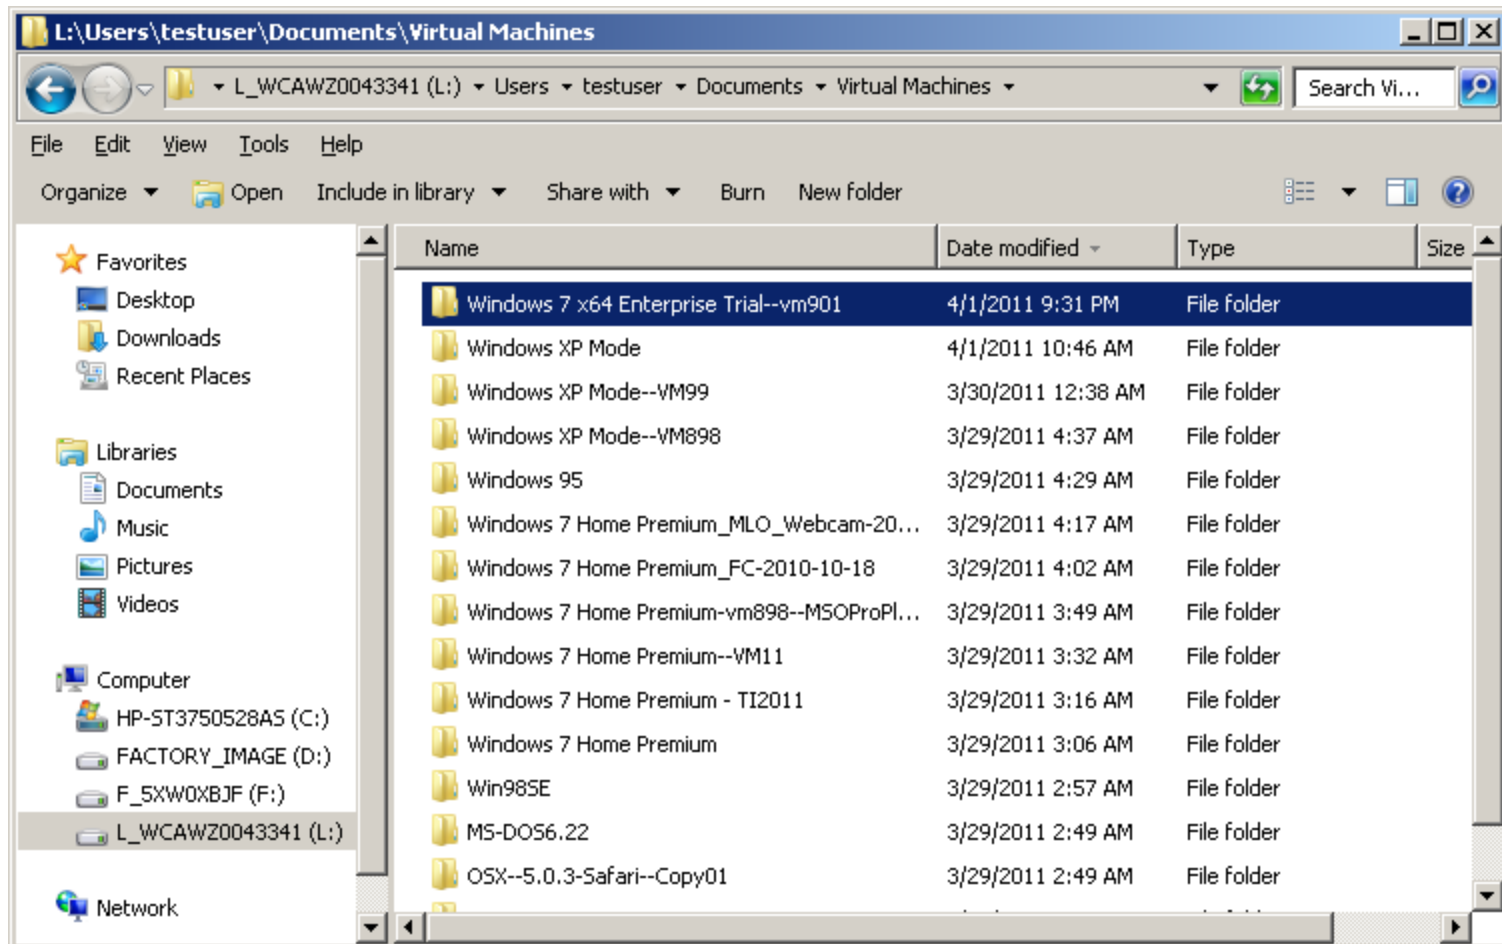 L:\Users\testuser\Documents\Virtual Machines
L_WCAWZ0043341 (L:) Users testuser Documents Virtual Machines Search Vi...
File Edit View Tools Help
Organize Open Include in library Share with Burn New folder
Favorites
Desktop
Downloads
Recent Places
Libraries
Documents
Music
Pictures
Videos
Computer
HP-ST3750528AS (C:)
FACTORY_IMAGE (D:)
F_5XW0XBJF (F:)
L_WCAWZ0043341 (L:)
Network
Name Date modified Type Size
Windows 7 x64 Enterprise Trial--vm901 4/1/2011 9:31 PM File folder
Windows XP Mode 4/1/2011 10:46 AM File folder
Windows XP Mode--VM99 3/30/2011 12:38 AM File folder
Windows XP Mode--VM898 3/29/2011 4:37 AM File folder
Windows 95 3/29/2011 4:29 AM File folder
Windows 7 Home Premium_MLO_Webcam-20... 3/29/2011 4:17 AM File folder
Windows 7 Home Premium_FC-2010-10-18 3/29/2011 4:02 AM File folder
Windows 7 Home Premium-vm898--MSOProPl... 3/29/2011 3:49 AM File folder
Windows 7 Home Premium--VM11 3/29/2011 3:32 AM File folder
Windows 7 Home Premium - TI2011 3/29/2011 3:16 AM File folder
Windows 7 Home Premium 3/29/2011 3:06 AM File folder
Win98SE 3/29/2011 2:57 AM File folder
MS-DOS6.22 3/29/2011 2:49 AM File folder
OSX--5.0.3-Safari--Copy01 3/29/2011 2:49 AM File folder